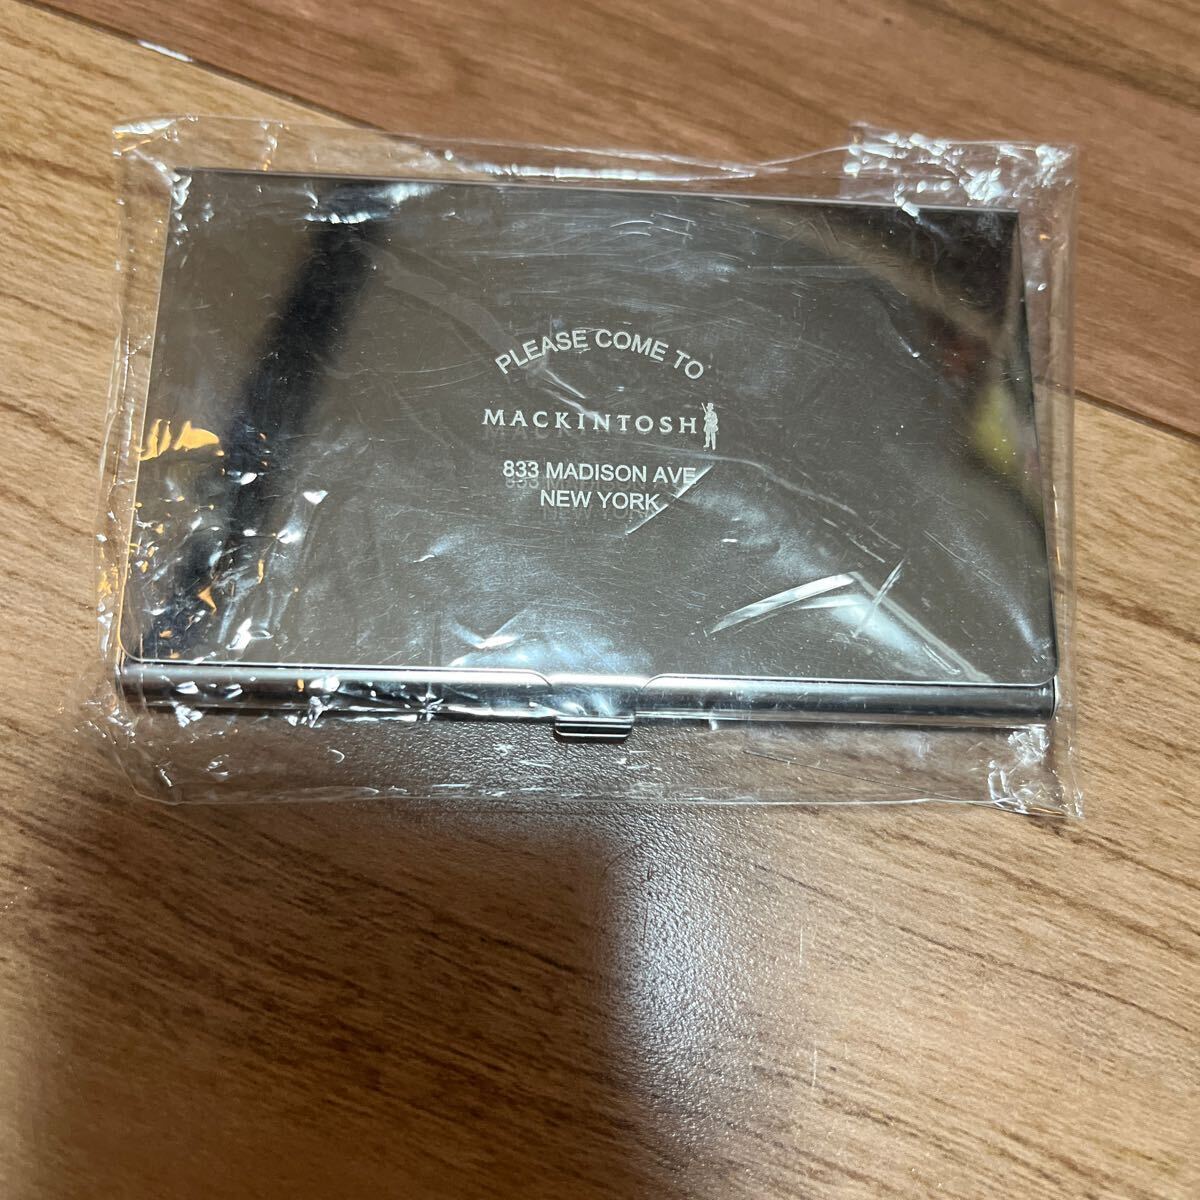 PLEASE COME TO
MACKINTOSH
833 MADISON AVE
NEW YORK